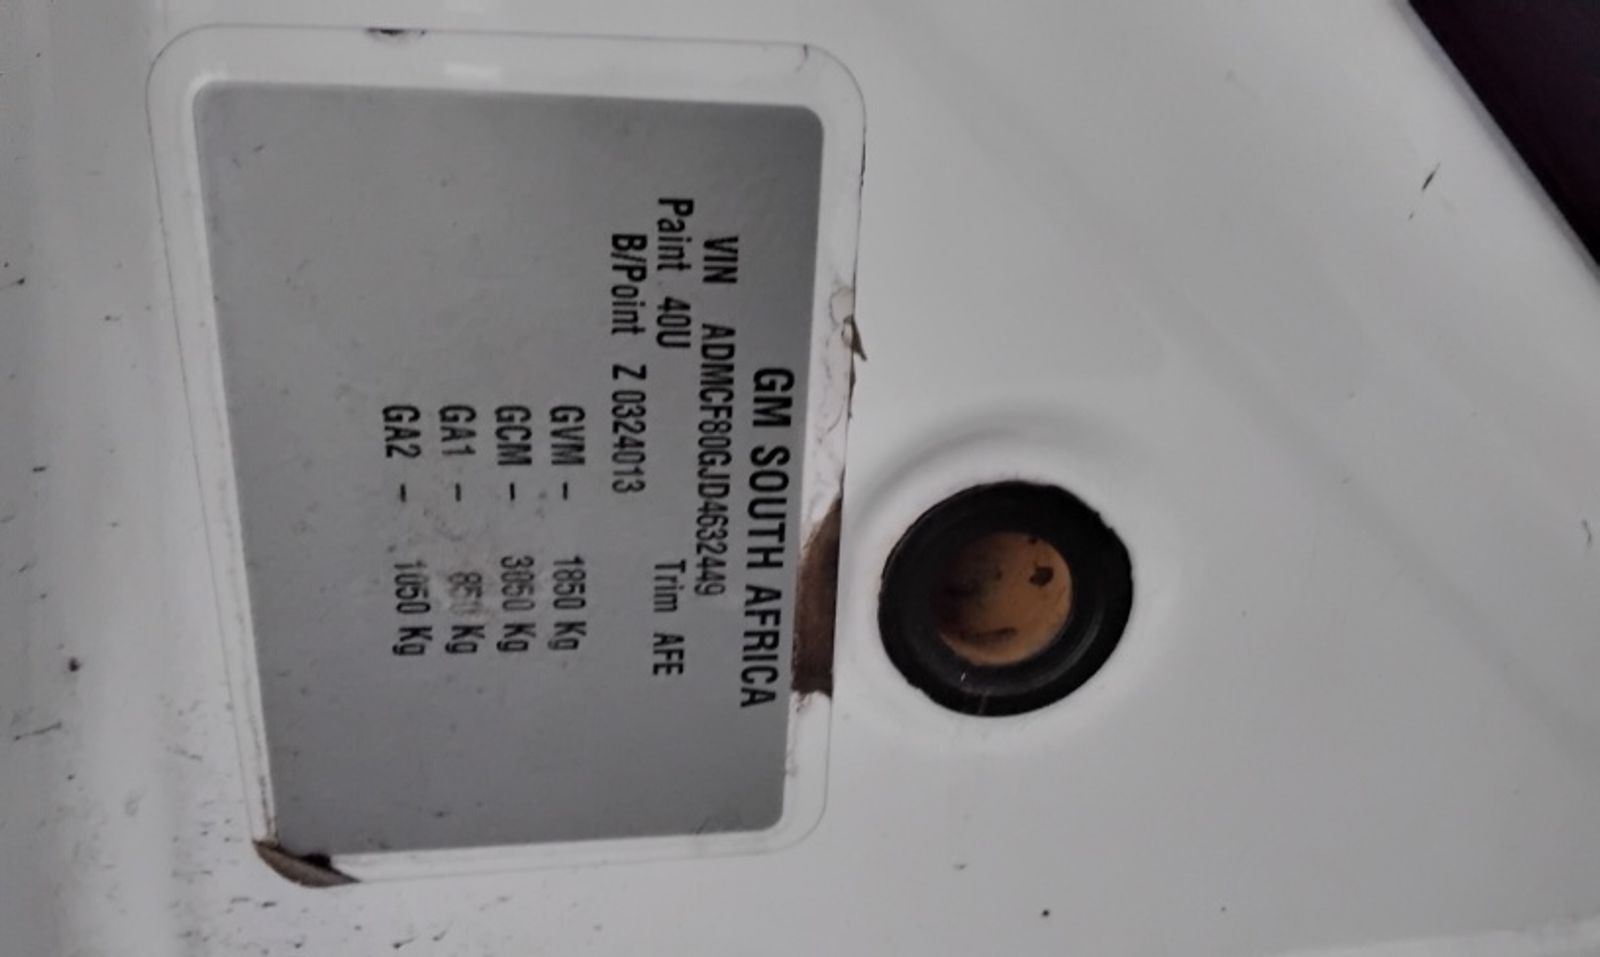 GM SOUTH AFRICA
VIN ADMCF80GJD4632449
Paint 40U Trim AFE
B/Point Z 0324013
GVM - 1850 Kg
GCM - 3050 Kg
GA1 - Kg
GA2 - 1050 Kg